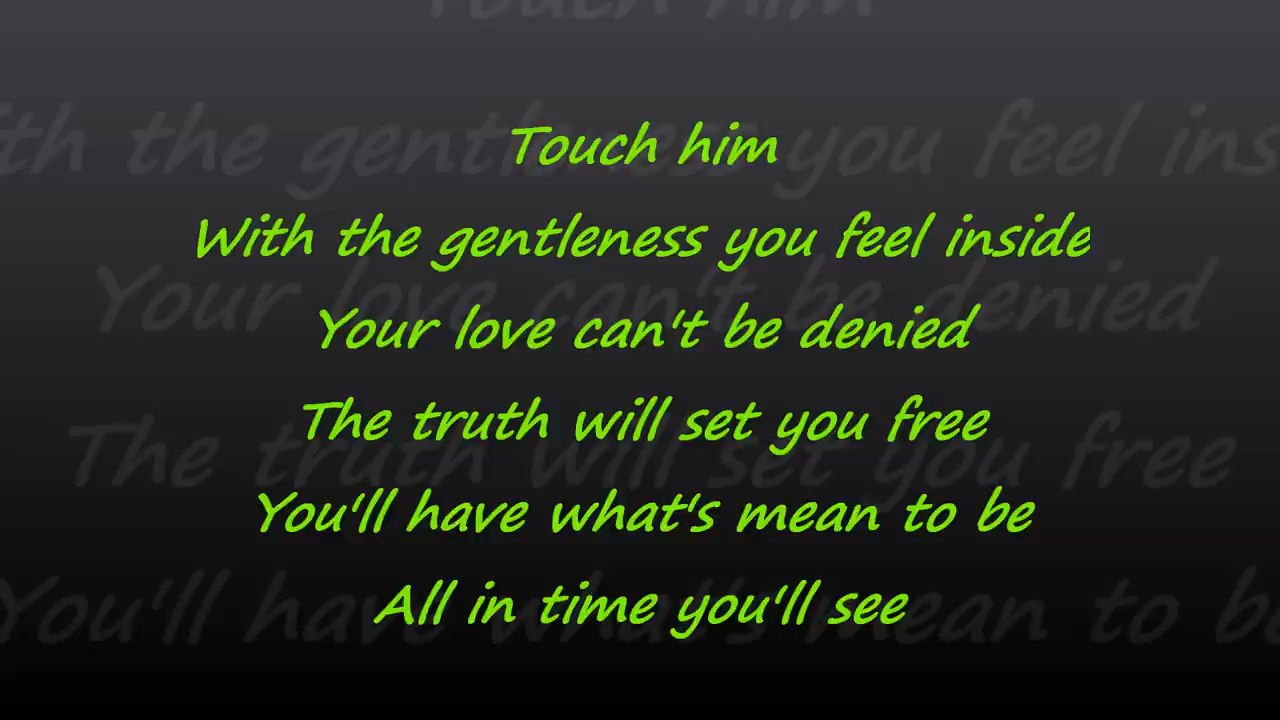 Touch him
With the gentleness you feel inside
Your love can't be denied
The truth will set you free
You'll have what's mean to be
All in time you'll see